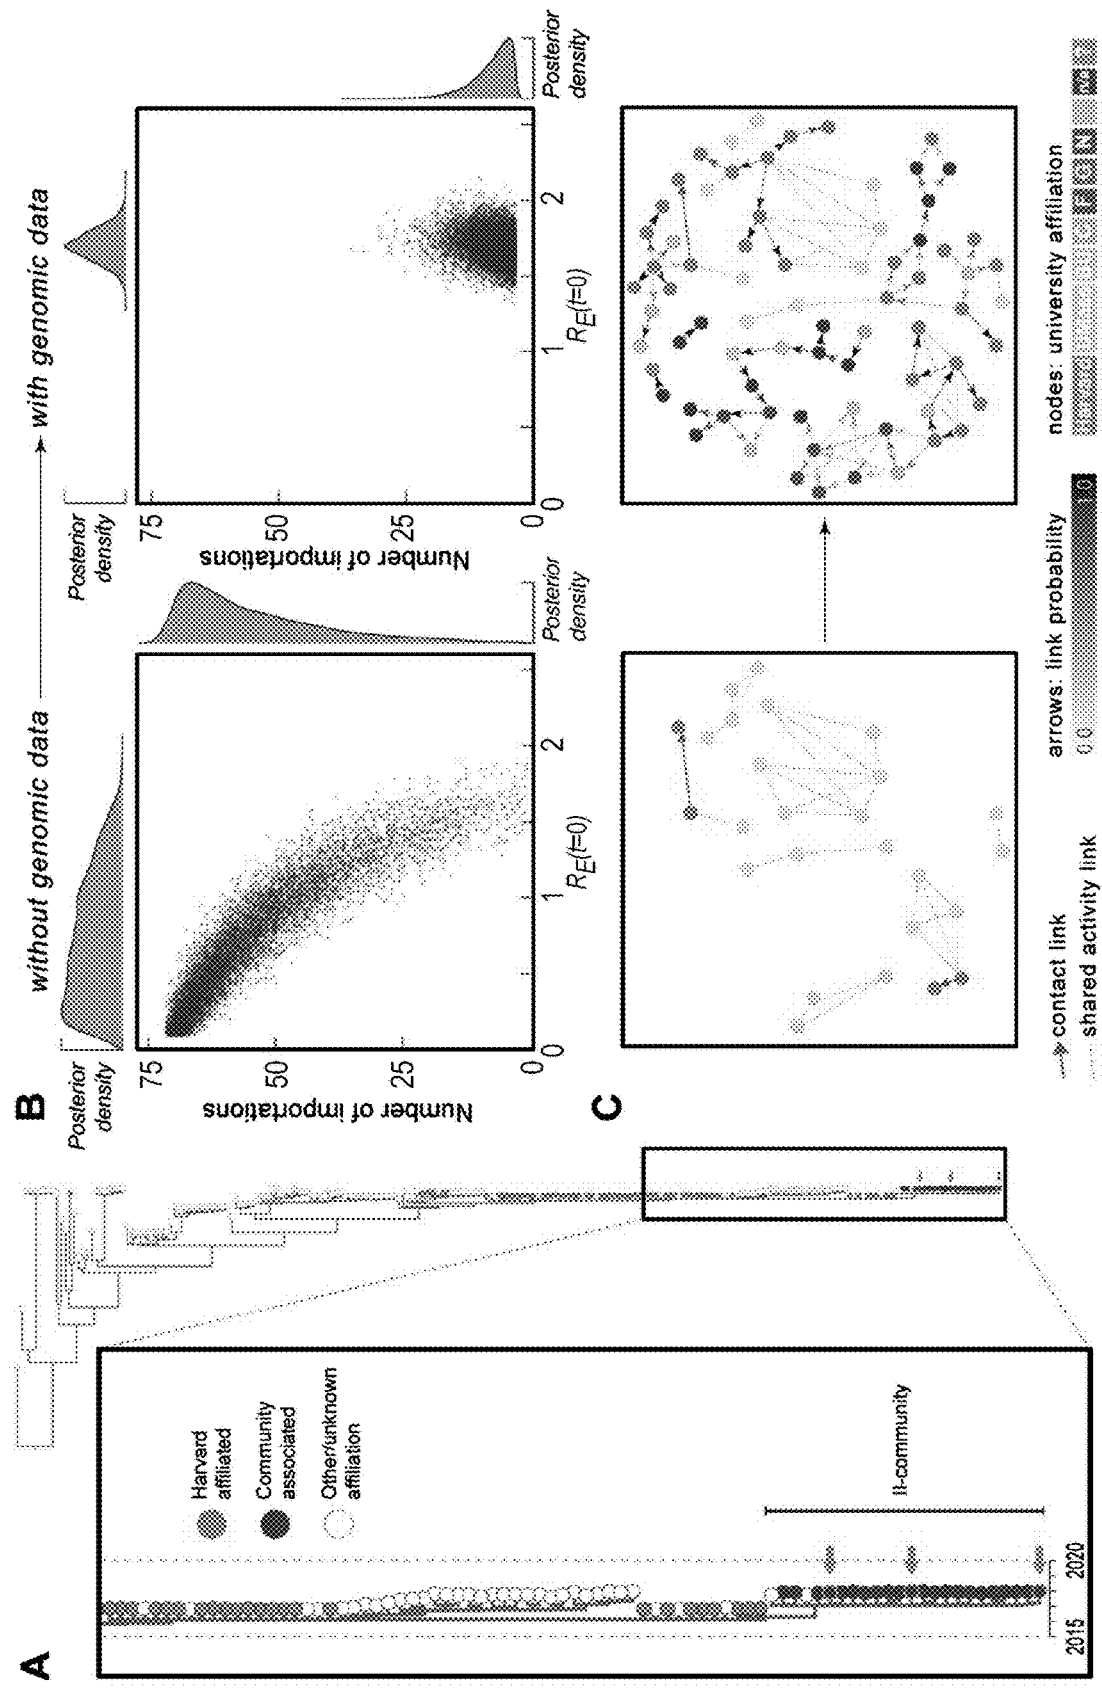 A
2015
2020
Harvard
affiliated
Community
associated
Other/unknown
affiliation
II-community
B
without genomic data
with genomic data
Posterior
density
75
50
25
0
Number of importations
0
1
2
RE(t=0)
Posterior
density
Posterior
density
75
50
25
0
Number of importations
0
1
2
RE(t=0)
Posterior
density
C
contact link
shared activity link
arrows: link probability
0.0
nodes: university affiliation